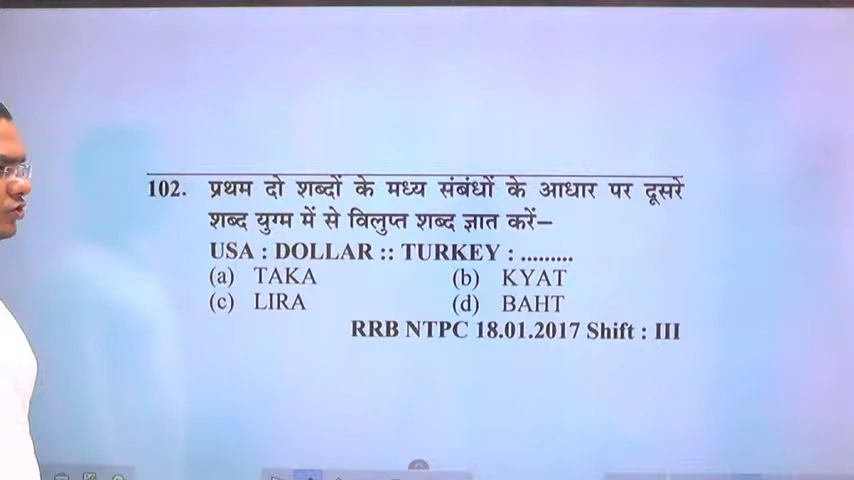 102. प्रथम दो शब्दों के मध्य संबंधों के आधार पर दूसरे
शब्द युग्म में से विलुप्त शब्द ज्ञात करें–
USA : DOLLAR :: TURKEY : .........
(a) TAKA (b) KYAT
(c) LIRA (d) BAHT
RRB NTPC 18.01.2017 Shift : III